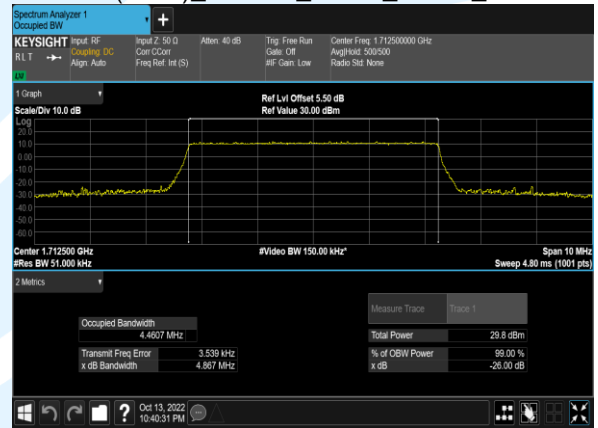 Spectrum Analyzer 1
Occupied BW
KEYSIGHT
RLT
LV
Input: RF
Coupling: DC
Align: Auto
Input Z: 50 Ω
Corr CCorr
Freq Ref: Int (S)
Atten: 40 dB
Trig: Free Run
Gate: Off
#IF Gain: Low
Center Freq: 1.712500000 GHz
Avg|Hold: 500/500
Radio Std: None
1 Graph
Scale/Div 10.0 dB
Ref Lvl Offset 5.50 dB
Ref Value 30.00 dBm
Log
20.0
10.0
0.00
-10.0
-20.0
-30.0
-40.0
-50.0
-60.0
Center 1.712500 GHz
#Res BW 51.000 kHz
#Video BW 150.00 kHz*
Span 10 MHz
Sweep 4.80 ms (1001 pts)
2 Metrics
Measure Trace
Trace 1
Occupied Bandwidth
4.4607 MHz
Total Power
29.8 dBm
Transmit Freq Error
3.539 kHz
% of OBW Power
99.00 %
x dB Bandwidth
4.867 MHz
x dB
-26.00 dB
?
Oct 13, 2022
10:40:31 PM